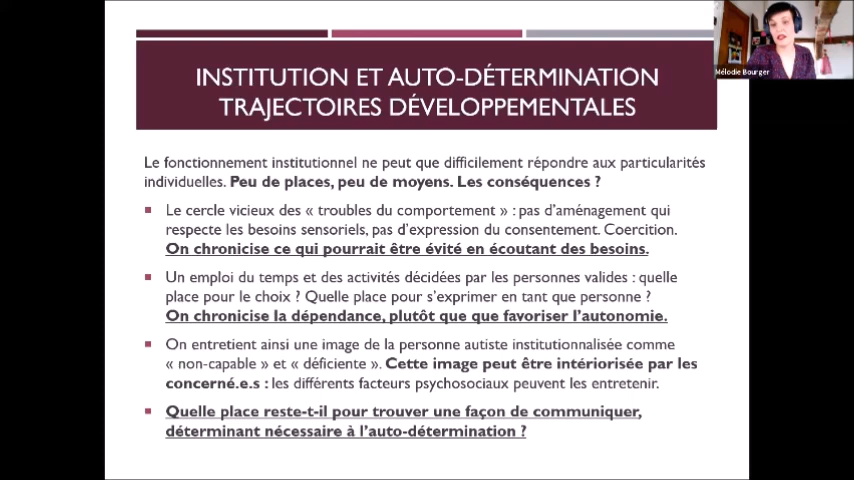 Mélodie Bourger
INSTITUTION ET AUTO-DÉTERMINATION
TRAJECTOIRES DÉVELOPPEMENTALES
Le fonctionnement institutionnel ne peut que difficilement répondre aux particularités
individuelles. Peu de places, peu de moyens. Les conséquences ?
Le cercle vicieux des « troubles du comportement » : pas d'aménagement qui
respecte les besoins sensoriels, pas d'expression du consentement. Coercition.
On chronicise ce qui pourrait être évité en écoutant des besoins.
Un emploi du temps et des activités décidées par les personnes valides : quelle
place pour le choix ? Quelle place pour s'exprimer en tant que personne ?
On chronicise la dépendance, plutôt que que favoriser l'autonomie.
On entretient ainsi une image de la personne autiste institutionnalisée comme
« non-capable » et « déficiente ». Cette image peut être intériorisée par les
concerné.e.s : les différents facteurs psychosociaux peuvent les entretenir.
Quelle place reste-t-il pour trouver une façon de communiquer,
déterminant nécessaire à l'auto-détermination ?